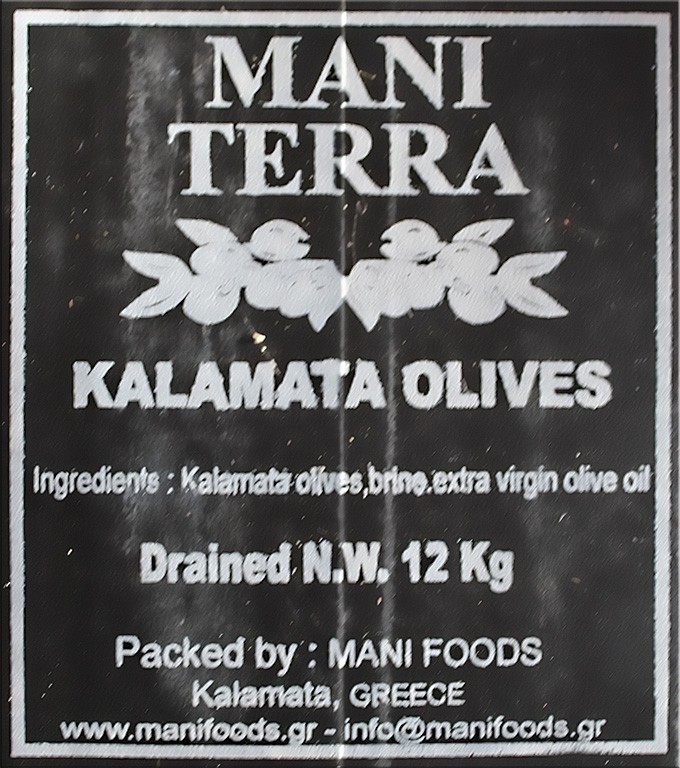 MANI
TERRA
KALAMATA OLIVES
Ingredients : Kalamata olives,brine.extra virgin olive oil
Drained N.W. 12 Kg
Packed by : MANI FOODS
Kalamata, GREECE
www.manifoods.gr - info@manifoods.gr